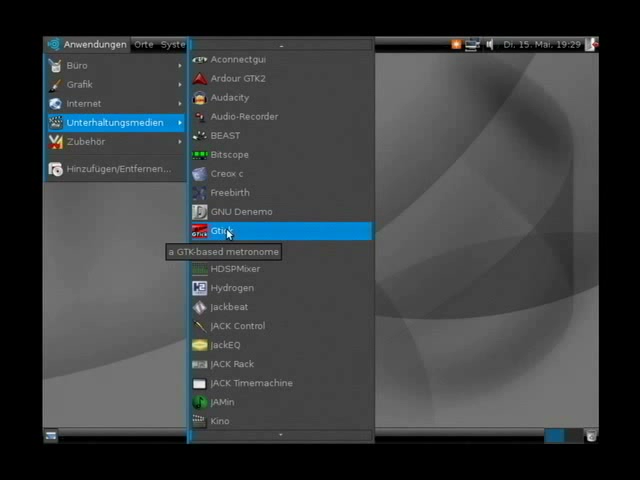 Anwendungen Orte Syste
Di. 15. Mai, 19:29
Büro
Grafik
Internet
Unterhaltungsmedien
Zubehör
Hinzufügen/Entfernen...
Aconnectgui
Ardour GTK2
Audacity
Audio-Recorder
BEAST
Bitscope
Creox c
Freebirth
GNU Denemo
Gtick
a GTK-based metronome
HDSPMixer
Hydrogen
Jackbeat
JACK Control
JackEQ
JACK Rack
JACK Timemachine
JAMin
Kino